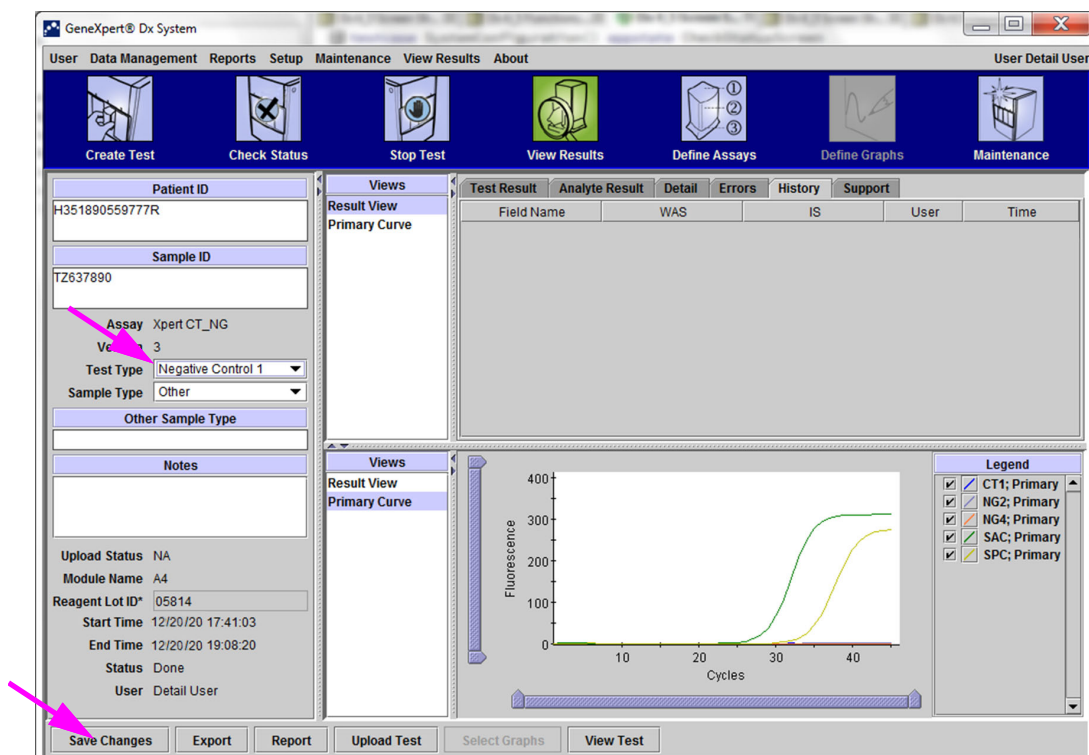 GeneXpert® Dx System
User Data Management Reports Setup Maintenance View Results About User Detail User
Create Test Check Status Stop Test View Results Define Assays Define Graphs Maintenance
Patient ID
H351890559777R
Sample ID
TZ637890
Assay Xpert CT_NG
3
Test Type Negative Control 1
Sample Type Other
Other Sample Type
Notes
Upload Status NA
Module Name A4
Reagent Lot ID* 05814
Start Time 12/20/20 17:41:03
End Time 12/20/20 19:08:20
Status Done
User Detail User
Views
Result View
Primary Curve
Test Result Analyte Result Detail Errors History Support
Field Name WAS IS User Time
Views
Result View
Primary Curve
400
300
200
100
0
Fluorescence
10 20 30 40
Cycles
Legend
CT1; Primary
NG2; Primary
NG4; Primary
SAC; Primary
SPC; Primary
Save Changes Export Report Upload Test Select Graphs View Test